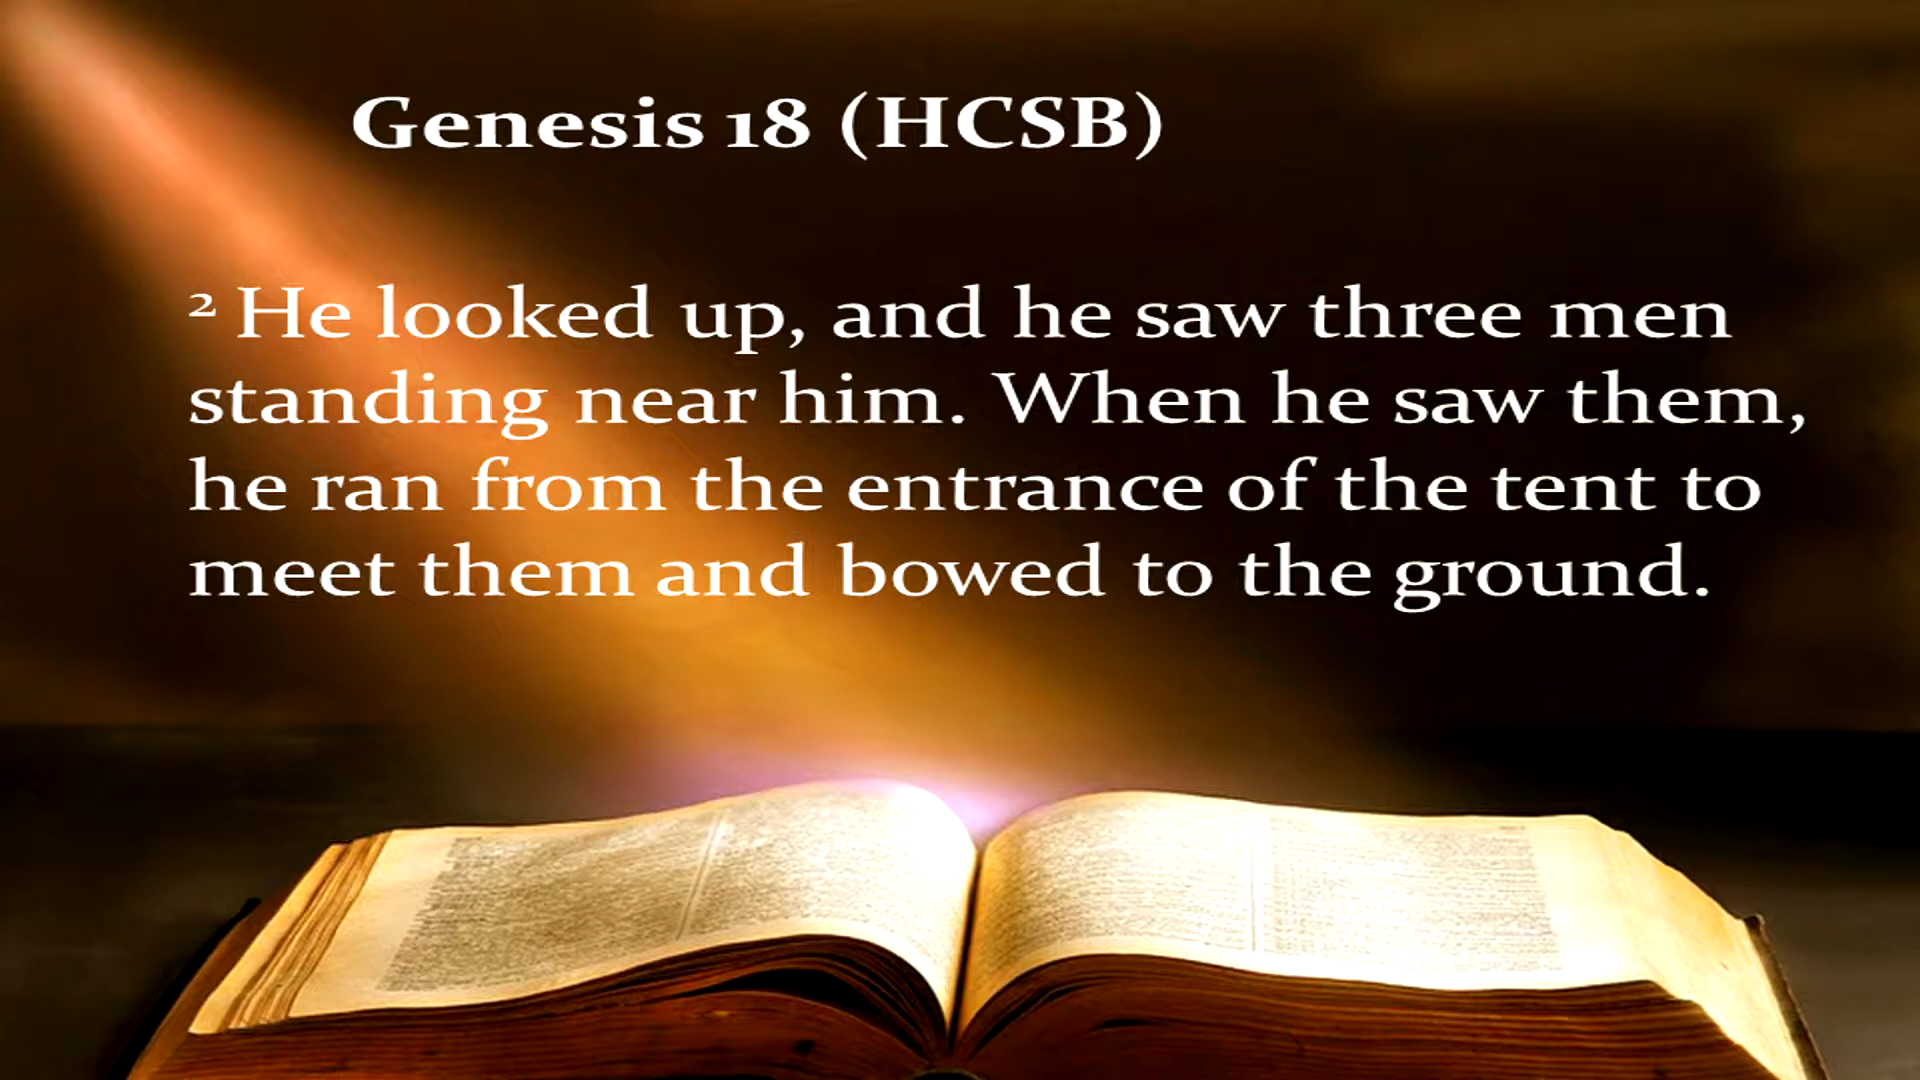 Genesis 18 (HCSB)
2 He looked up, and he saw three men
standing near him. When he saw them,
he ran from the entrance of the tent to
meet them and bowed to the ground.